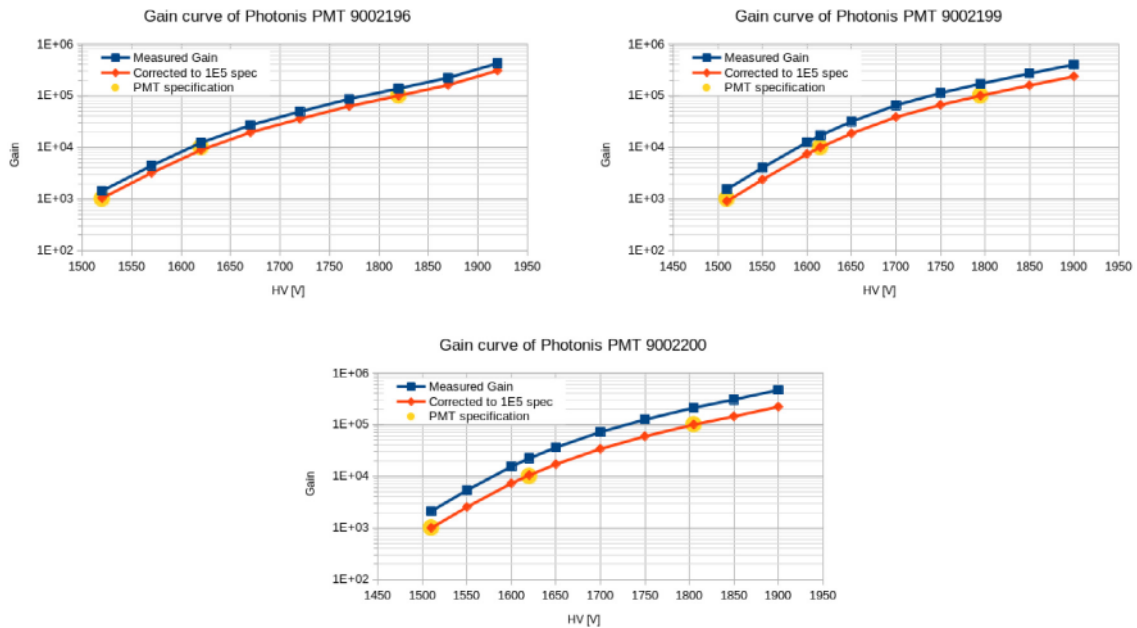 Gain curve of Photonis PMT 9002196
1E+06
1E+05
1E+04
1E+03
1E+02
Gain
Measured Gain
Corrected to 1E5 spec
PMT specification
1500 1550 1600 1650 1700 1750 1800 1850 1900 1950
HV [V]
Gain curve of Photonis PMT 9002199
1E+06
1E+05
1E+04
1E+03
1E+02
Gain
Measured Gain
Corrected to 1E5 spec
PMT specification
1450 1500 1550 1600 1650 1700 1750 1800 1850 1900 1950
HV [V]
Gain curve of Photonis PMT 9002200
1E+06
1E+05
1E+04
1E+03
1E+02
Gain
Measured Gain
Corrected to 1E5 spec
PMT specification
1450 1500 1550 1600 1650 1700 1750 1800 1850 1900 1950
HV [V]